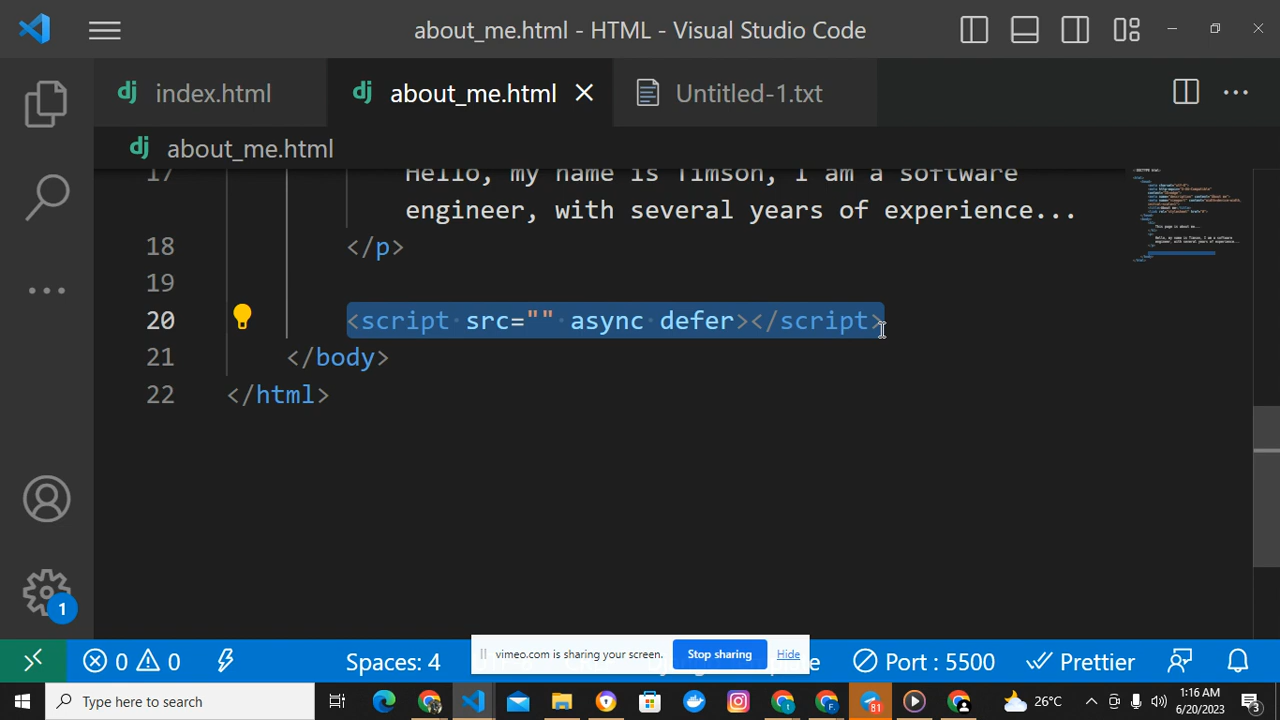 about_me.html - HTML - Visual Studio Code
index.html
about_me.html
Untitled-1.txt
about_me.html
17 Hello, my name is Timson, I am a software
engineer, with several years of experience...
18 </p>
19
20 <script src="" async defer></script>
21 </body>
22 </html>
1
0 0
Spaces: 4
Port : 5500
Prettier
vimeo.com is sharing your screen.
Stop sharing
Hide
Type here to search
81
26°C
1:16 AM
6/20/2023
3